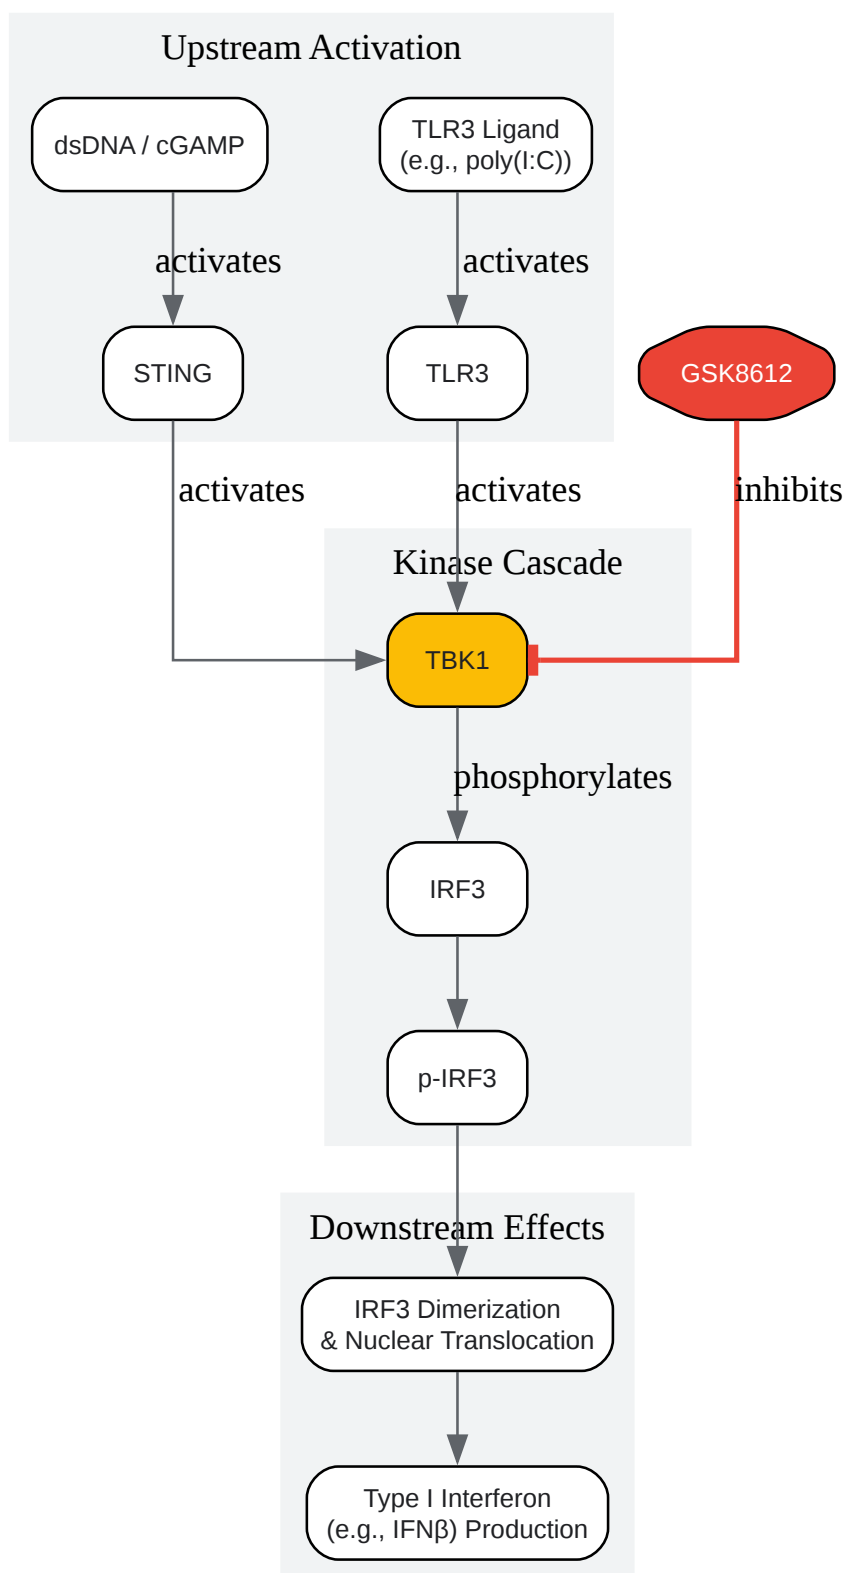 Upstream Activation
dsDNA / cGAMP
TLR3 Ligand
(e.g., poly(I:C))
activates
activates
STING
TLR3
GSK8612
activates
activates
inhibits
Kinase Cascade
TBK1
phosphorylates
IRF3
p-IRF3
Downstream Effects
IRF3 Dimerization
& Nuclear Translocation
Type I Interferon
(e.g., IFNβ) Production